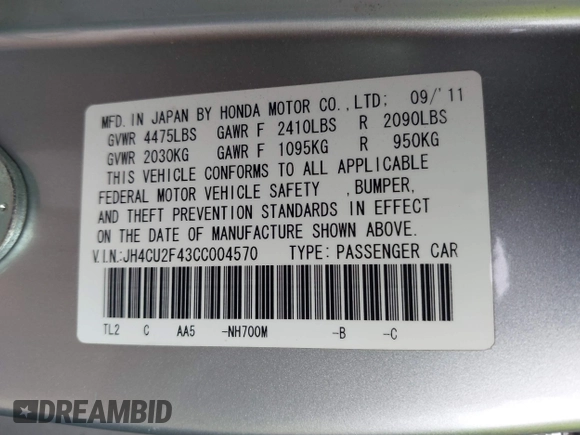 MFD. IN JAPAN BY HONDA MOTOR CO.,LTD; 09/'11
GVWR 4475LBS GAWR F 2410LBS R 2090LBS
GVWR 2030KG GAWR F 1095KG R 950KG
THIS VEHICLE CONFORMS TO ALL APPLICABLE
FEDERAL MOTOR VEHICLE SAFETY ,BUMPER,
AND THEFT PREVENTION STANDARDS IN EFFECT
ON THE DATE OF MANUFACTURE SHOWN ABOVE.
V.I.N.:JH4CU2F43CC004570 TYPE: PASSENGER CAR
TL2 C AA5 -NH700M -B -C
DREAMBID